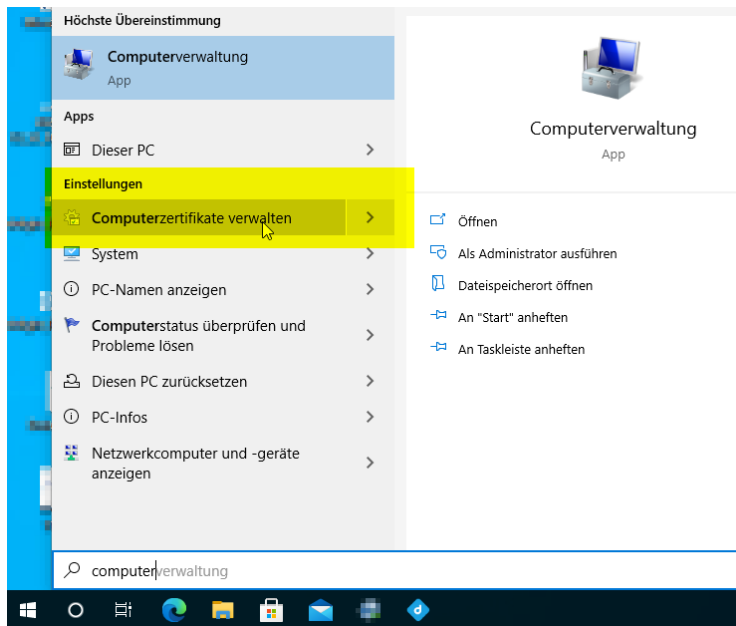 Höchste Übereinstimmung
Computerverwaltung
App
Apps
Dieser PC
Einstellungen
Computerzertifikate verwalten
System
PC-Namen anzeigen
Computerstatus überprüfen und
Probleme lösen
Diesen PC zurücksetzen
PC-Infos
Netzwerkcomputer und -geräte
anzeigen
Computerverwaltung
App
Öffnen
Als Administrator ausführen
Dateispeicherort öffnen
An "Start" anheften
An Taskleiste anheften
computerverwaltung